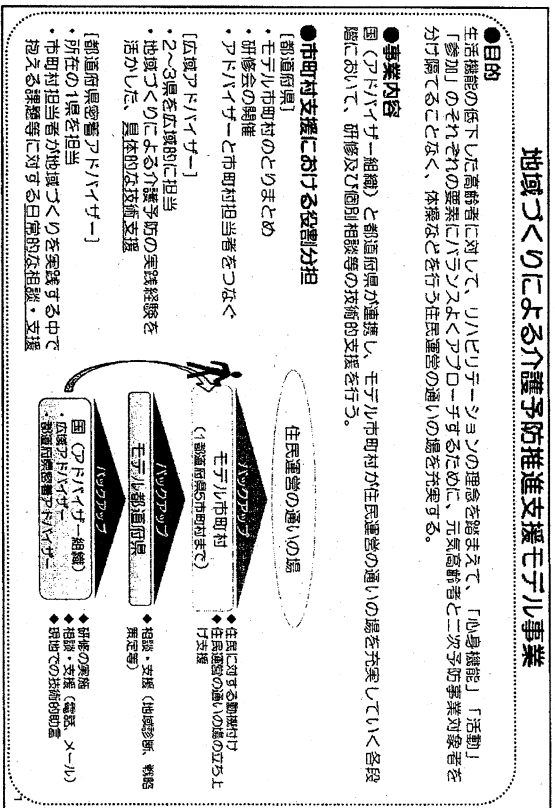 地域づくりによる介護予防推進支援モデル事業
●目的
生活機能の低下した高齢者に対して、リハビリテーションの理念を踏まえて、「心身機能」「活動」
「参加」のそれぞれの要素にバランスよくアプローチするために、元気高齢者と二次予防事業対象者を
分け隔てることなく、体操などを行う住民運営の通いの場を充実する。
●事業内容
国（アドバイザー組織）と都道府県が連携し、モデル市町村が住民運営の通いの場を充実していく各段
階において、研修及び個別相談等の技術的支援を行う。
●市町村支援における役割分担
[都道府県]
・モデル市町村のとりまとめ
・研修会の開催
・アドバイザーと市町村担当者をつなぐ
[広域アドバイザー]
・2～3県を広域的に担当
・地域づくりによる介護予防の実践経験を
活かした、具体的な技術支援
[都道府県密着アドバイザー]
・所在の1県を担当
・市町村担当者が地域づくりを実践する中で
抱える課題等に対する日常的な相談・支援
住民運営の通いの場
バックアップ
モデル市町村
（1都道府県5市町村まで）
バックアップ
モデル都道府県
バックアップ
国（アドバイザー組織）
・広域アドバイザー
・都道府県密着アドバイザー
◆住民に対する動機付け
◆住民運営の通いの場の立ち上
げ支援
◆相談・支援（地域診断、戦略
策定等）
◆研修の実施
◆相談・支援（電話、メール）
◆現地での技術的助言
1